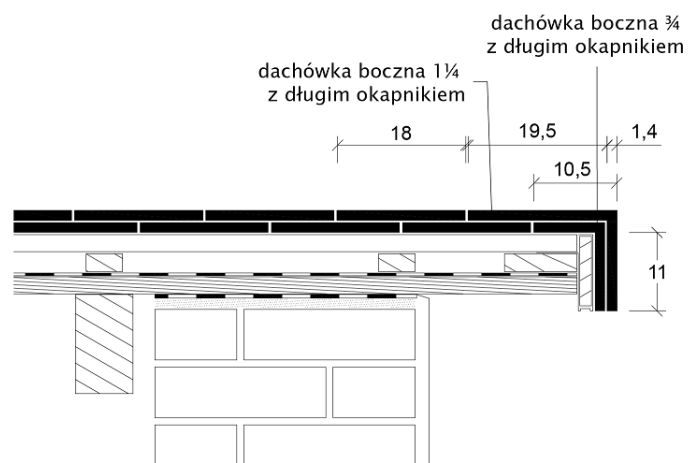 dachówka boczna ¾
z długim okapnikiem
dachówka boczna 1¼
z długim okapnikiem
18
19,5
1,4
10,5
11